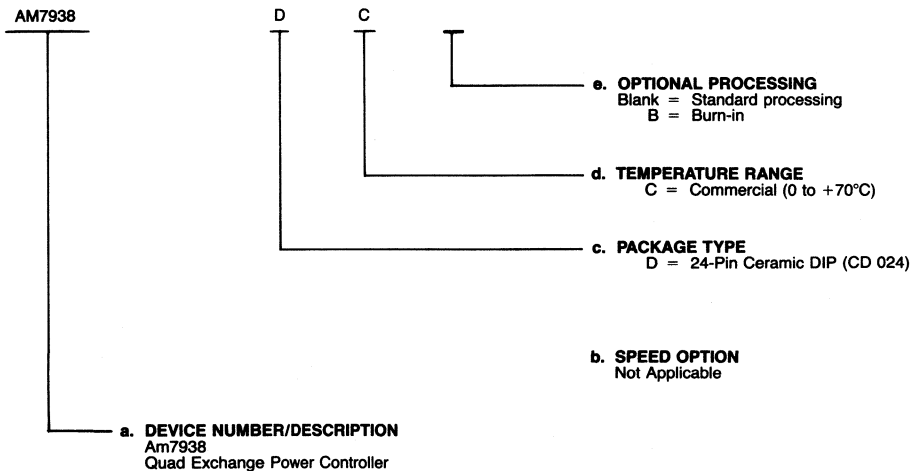 AM7938 D C
e. OPTIONAL PROCESSING
Blank = Standard processing
B = Burn-in
d. TEMPERATURE RANGE
C = Commercial (0 to +70°C)
c. PACKAGE TYPE
D = 24-Pin Ceramic DIP (CD 024)
b. SPEED OPTION
Not Applicable
a. DEVICE NUMBER/DESCRIPTION
Am7938
Quad Exchange Power Controller